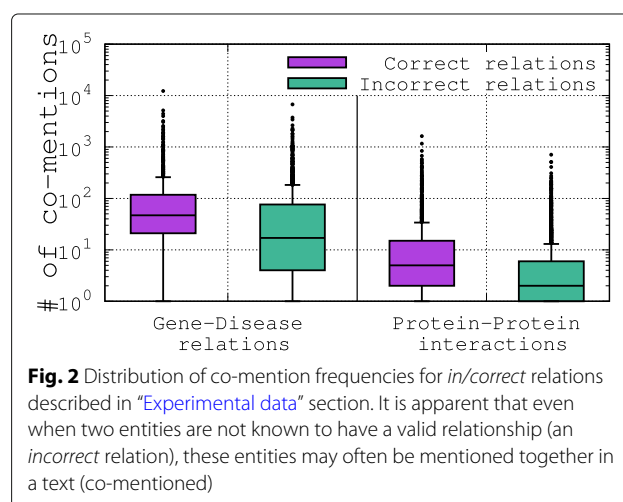 10^5
10^4
10^3
10^2
10^1
10^0
# of co-mentions
Correct relations
Incorrect relations
Gene-Disease
relations
Protein-Protein
interactions
Fig. 2 Distribution of co-mention frequencies for in/correct relations
described in “Experimental data” section. It is apparent that even
when two entities are not known to have a valid relationship (an
incorrect relation), these entities may often be mentioned together in
a text (co-mentioned)